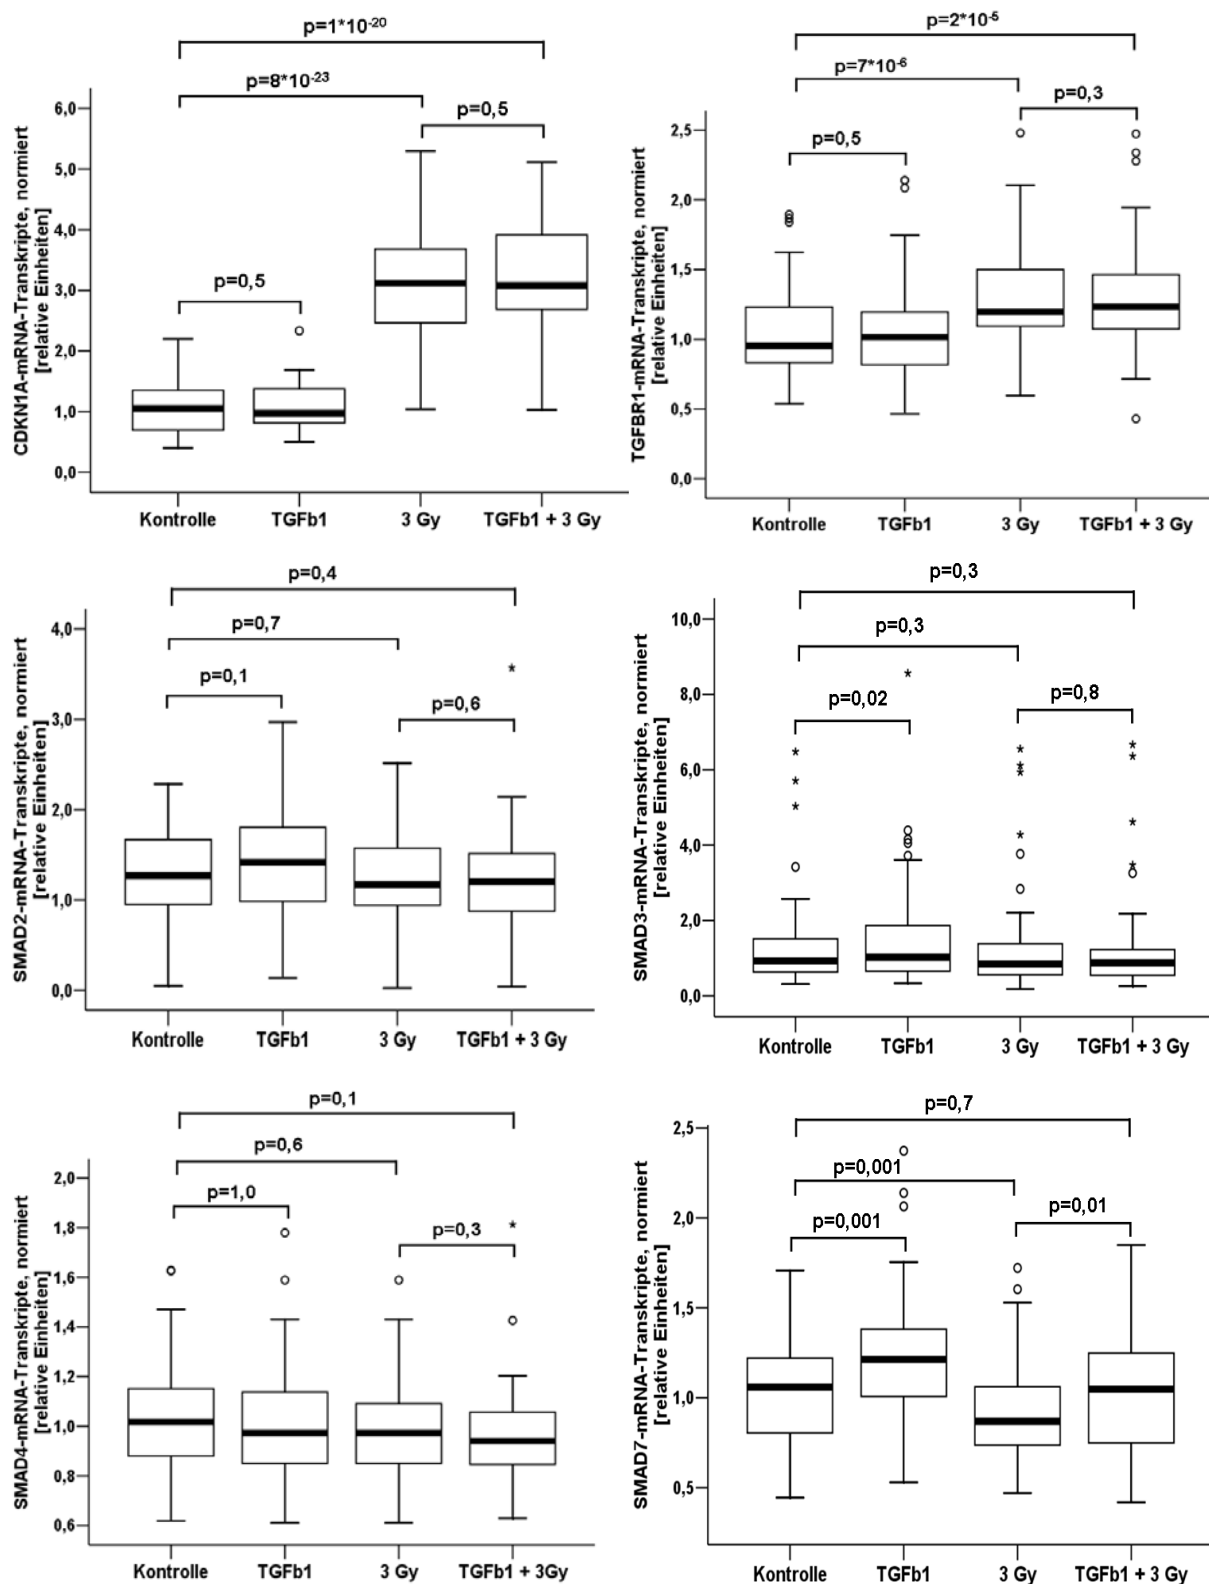 p=1*10-20
p=8*10-23
p=0,5
p=0,5
CDKN1A-mRNA-Transkripte, normiert
[relative Einheiten]
6,0
5,0
4,0
3,0
2,0
1,0
0,0
Kontrolle TGFb1 3 Gy TGFb1 + 3 Gy
p=2*10-5
p=7*10-6
p=0,3
p=0,5
TGFBR1-mRNA-Transkripte, normiert
[relative Einheiten]
2,5
2,0
1,5
1,0
0,5
0,0
Kontrolle TGFb1 3 Gy TGFb1 + 3 Gy
p=0,4
p=0,7
p=0,1
p=0,6
SMAD2-mRNA-Transkripte, normiert
[relative Einheiten]
4,0
3,0
2,0
1,0
0,0
Kontrolle TGFb1 3 Gy TGFb1 + 3 Gy
p=0,3
p=0,3
p=0,02
p=0,8
SMAD3-mRNA-Transkripte, normiert
[relative Einheiten]
10,0
8,0
6,0
4,0
2,0
0,0
Kontrolle TGFb1 3 Gy TGFb1 + 3 Gy
p=0,1
p=0,6
p=1,0
p=0,3
SMAD4-mRNA-Transkripte, normiert
[relative Einheiten]
2,0
1,8
1,6
1,4
1,2
1,0
0,8
0,6
Kontrolle TGFb1 3 Gy TGFb1 + 3Gy
p=0,7
p=0,001
p=0,001
p=0,01
SMAD7-mRNA-Transkripte, normiert
[relative Einheiten]
2,5
2,0
1,5
1,0
0,5
Kontrolle TGFb1 3 Gy TGFb1 + 3 Gy